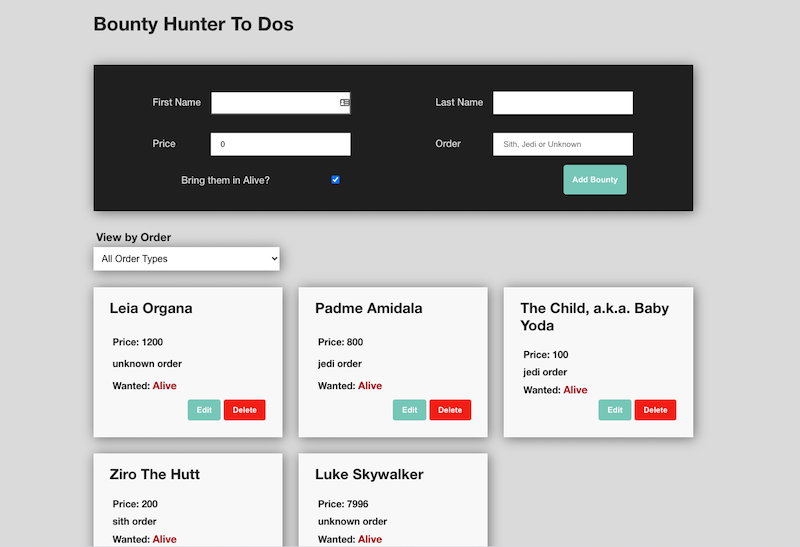 Bounty Hunter To Dos
First Name
Last Name
Price 0
Order Sith, Jedi or Unknown
Bring them in Alive?
Add Bounty
View by Order
All Order Types
Leia Organa
Price: 1200
unknown order
Wanted: Alive
Edit Delete
Padme Amidala
Price: 800
jedi order
Wanted: Alive
Edit Delete
The Child, a.k.a. Baby
Yoda
Price: 100
jedi order
Wanted: Alive
Edit Delete
Ziro The Hutt
Price: 200
sith order
Wanted: Alive
Luke Skywalker
Price: 7996
unknown order
Wanted: Alive